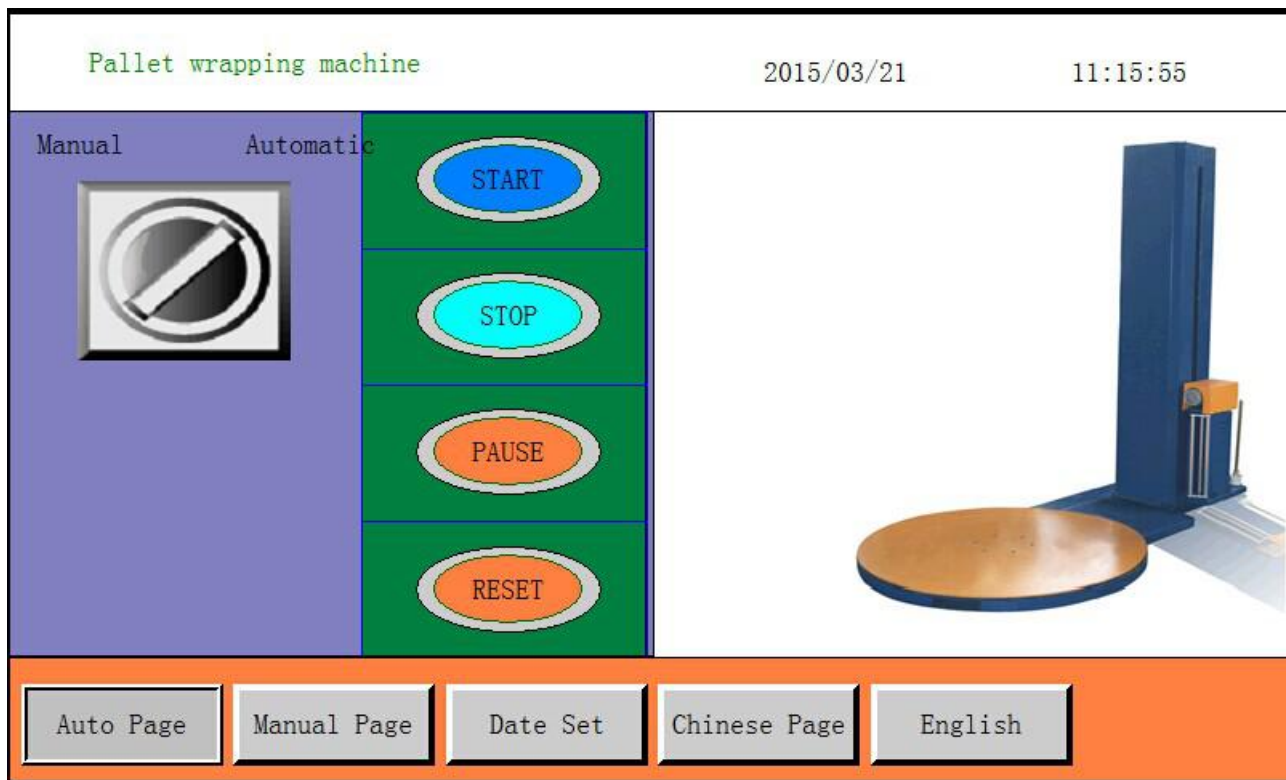 Pallet wrapping machine 2015/03/21 11:15:55
Manual Automatic
START
STOP
PAUSE
RESET
Auto Page Manual Page Date Set Chinese Page English